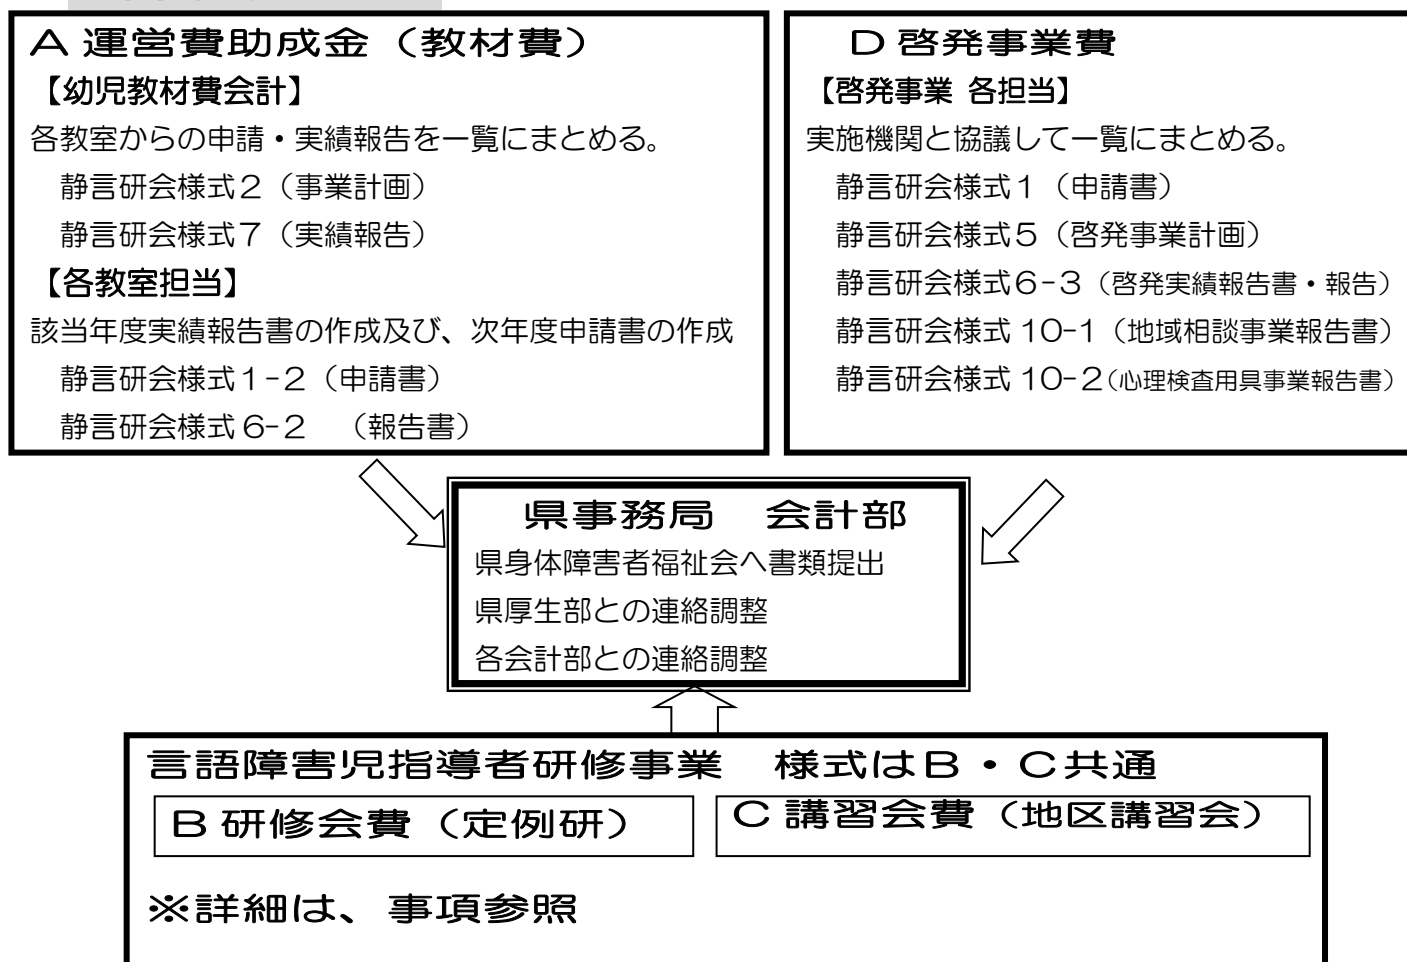 A 運営費助成金（教材費）
【幼児教材費会計】
各教室からの申請・実績報告を一覧にまとめる。
静言研会様式２（事業計画）
静言研会様式７（実績報告）
【各教室担当】
該当年度実績報告書の作成及び、次年度申請書の作成
静言研会様式１-２（申請書）
静言研会様式６-２　（報告書）
D 啓発事業費
【啓発事業 各担当】
実施機関と協議して一覧にまとめる。
静言研会様式１（申請書）
静言研会様式５（啓発事業計画）
静言研会様式６-３（啓発実績報告書・報告）
静言研会様式 10-1（地域相談事業報告書）
静言研会様式 10-２（心理検査用具事業報告書）
県事務局　会計部
県身体障害者福祉会へ書類提出
県厚生部との連絡調整
各会計部との連絡調整
言語障害児指導者研修事業　様式はＢ・Ｃ共通
B 研修会費（定例研）
C 講習会費（地区講習会）
※詳細は、事項参照